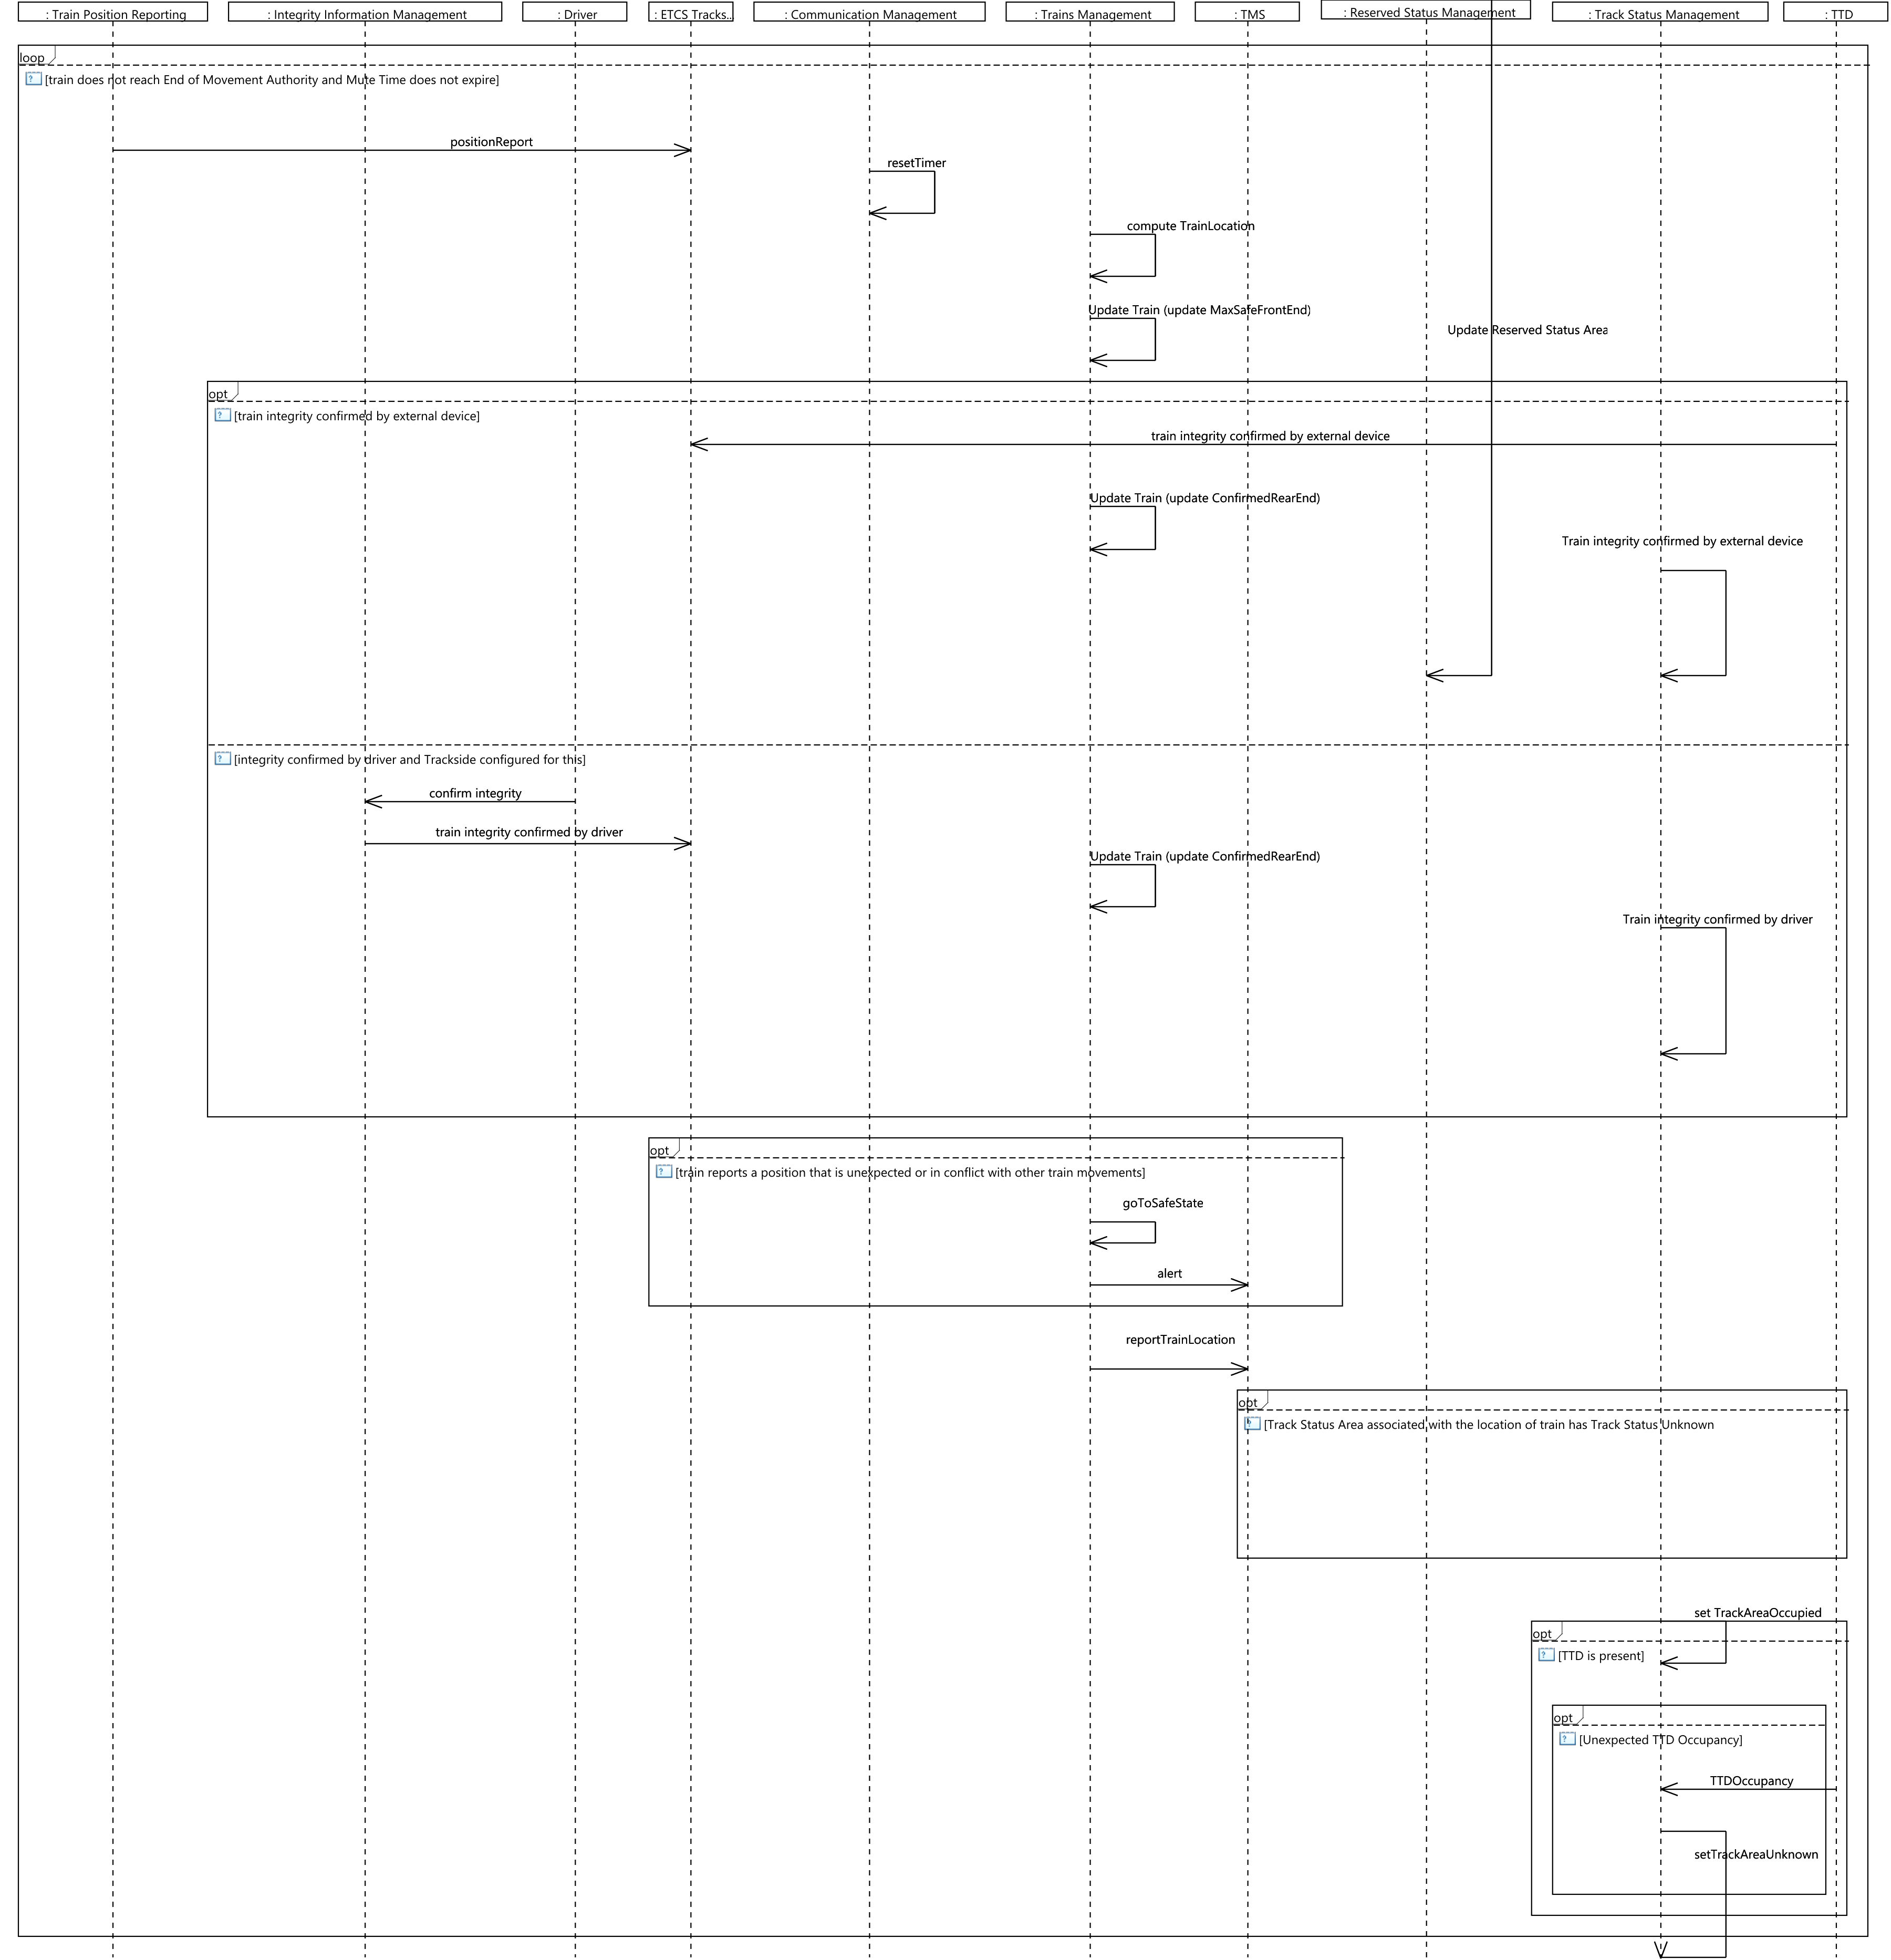 : Train Position Reporting
: Integrity Information Management
: Driver
: ETCS Tracks...
: Communication Management
: Trains Management
: TMS
: Reserved Status Management
: Track Status Management
: TTD
loop
? [train does not reach End of Movement Authority and Mute Time does not expire]
positionReport
resetTimer
compute TrainLocation
Update Train (update MaxSafeFrontEnd)
Update Reserved Status Area
opt
? [train integrity confirmed by external device]
train integrity confirmed by external device
Update Train (update ConfirmedRearEnd)
Train integrity confirmed by external device
? [integrity confirmed by driver and Trackside configured for this]
confirm integrity
train integrity confirmed by driver
Update Train (update ConfirmedRearEnd)
Train integrity confirmed by driver
opt
? [train reports a position that is unexpected or in conflict with other train movements]
goToSafeState
alert
reportTrainLocation
opt
? [Track Status Area associated with the location of train has Track Status Unknown
set TrackAreaOccupied
opt
? [TTD is present]
opt
? [Unexpected TTD Occupancy]
TTDOccupancy
setTrackAreaUnknown